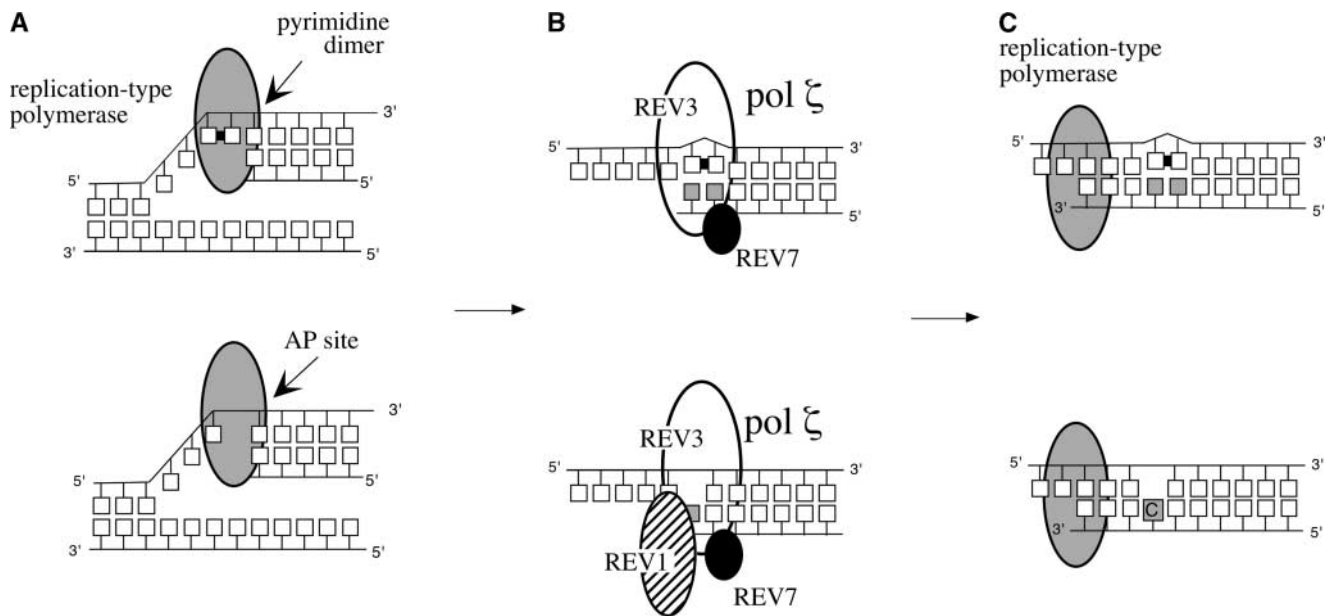 A
pyrimidine
dimer
replication-type
polymerase
3'
5'
5'
3'
5'
AP site
3'
5'
5'
3'
5'
B
REV3
pol ζ
5'
3'
5'
REV7
REV3
pol ζ
5'
3'
5'
REV1
REV7
C
replication-type
polymerase
5'
3'
3'
5'
5'
3'
C
3'
5'